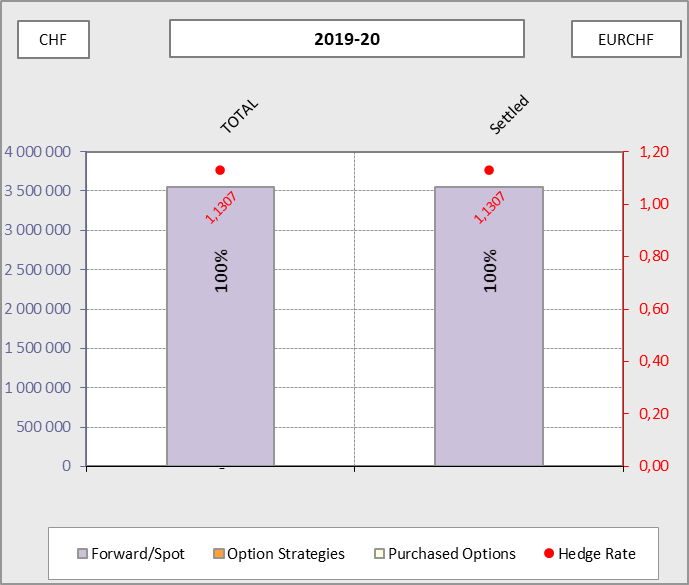 CHF 2019-20 EURCHF
TOTAL Settled
4 000 000 1,20
3 500 000 1,00
3 000 000 0,80
2 500 000 0,60
2 000 000 0,40
1 500 000 0,20
1 000 000 0,00
500 000
0
1,1307 1,1307
100% 100%
-
Forward/Spot Option Strategies Purchased Options Hedge Rate